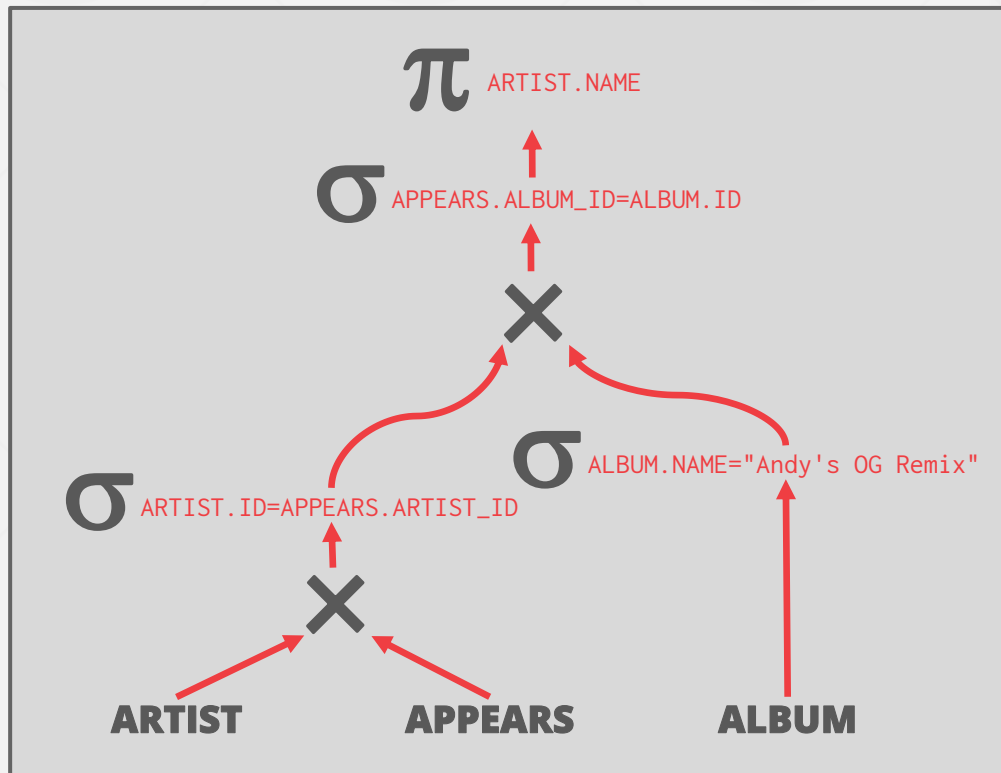 π ARTIST.NAME
σ APPEARS.ALBUM_ID=ALBUM.ID
×
σ ALBUM.NAME="Andy's OG Remix"
σ ARTIST.ID=APPEARS.ARTIST_ID
×
ARTIST APPEARS ALBUM